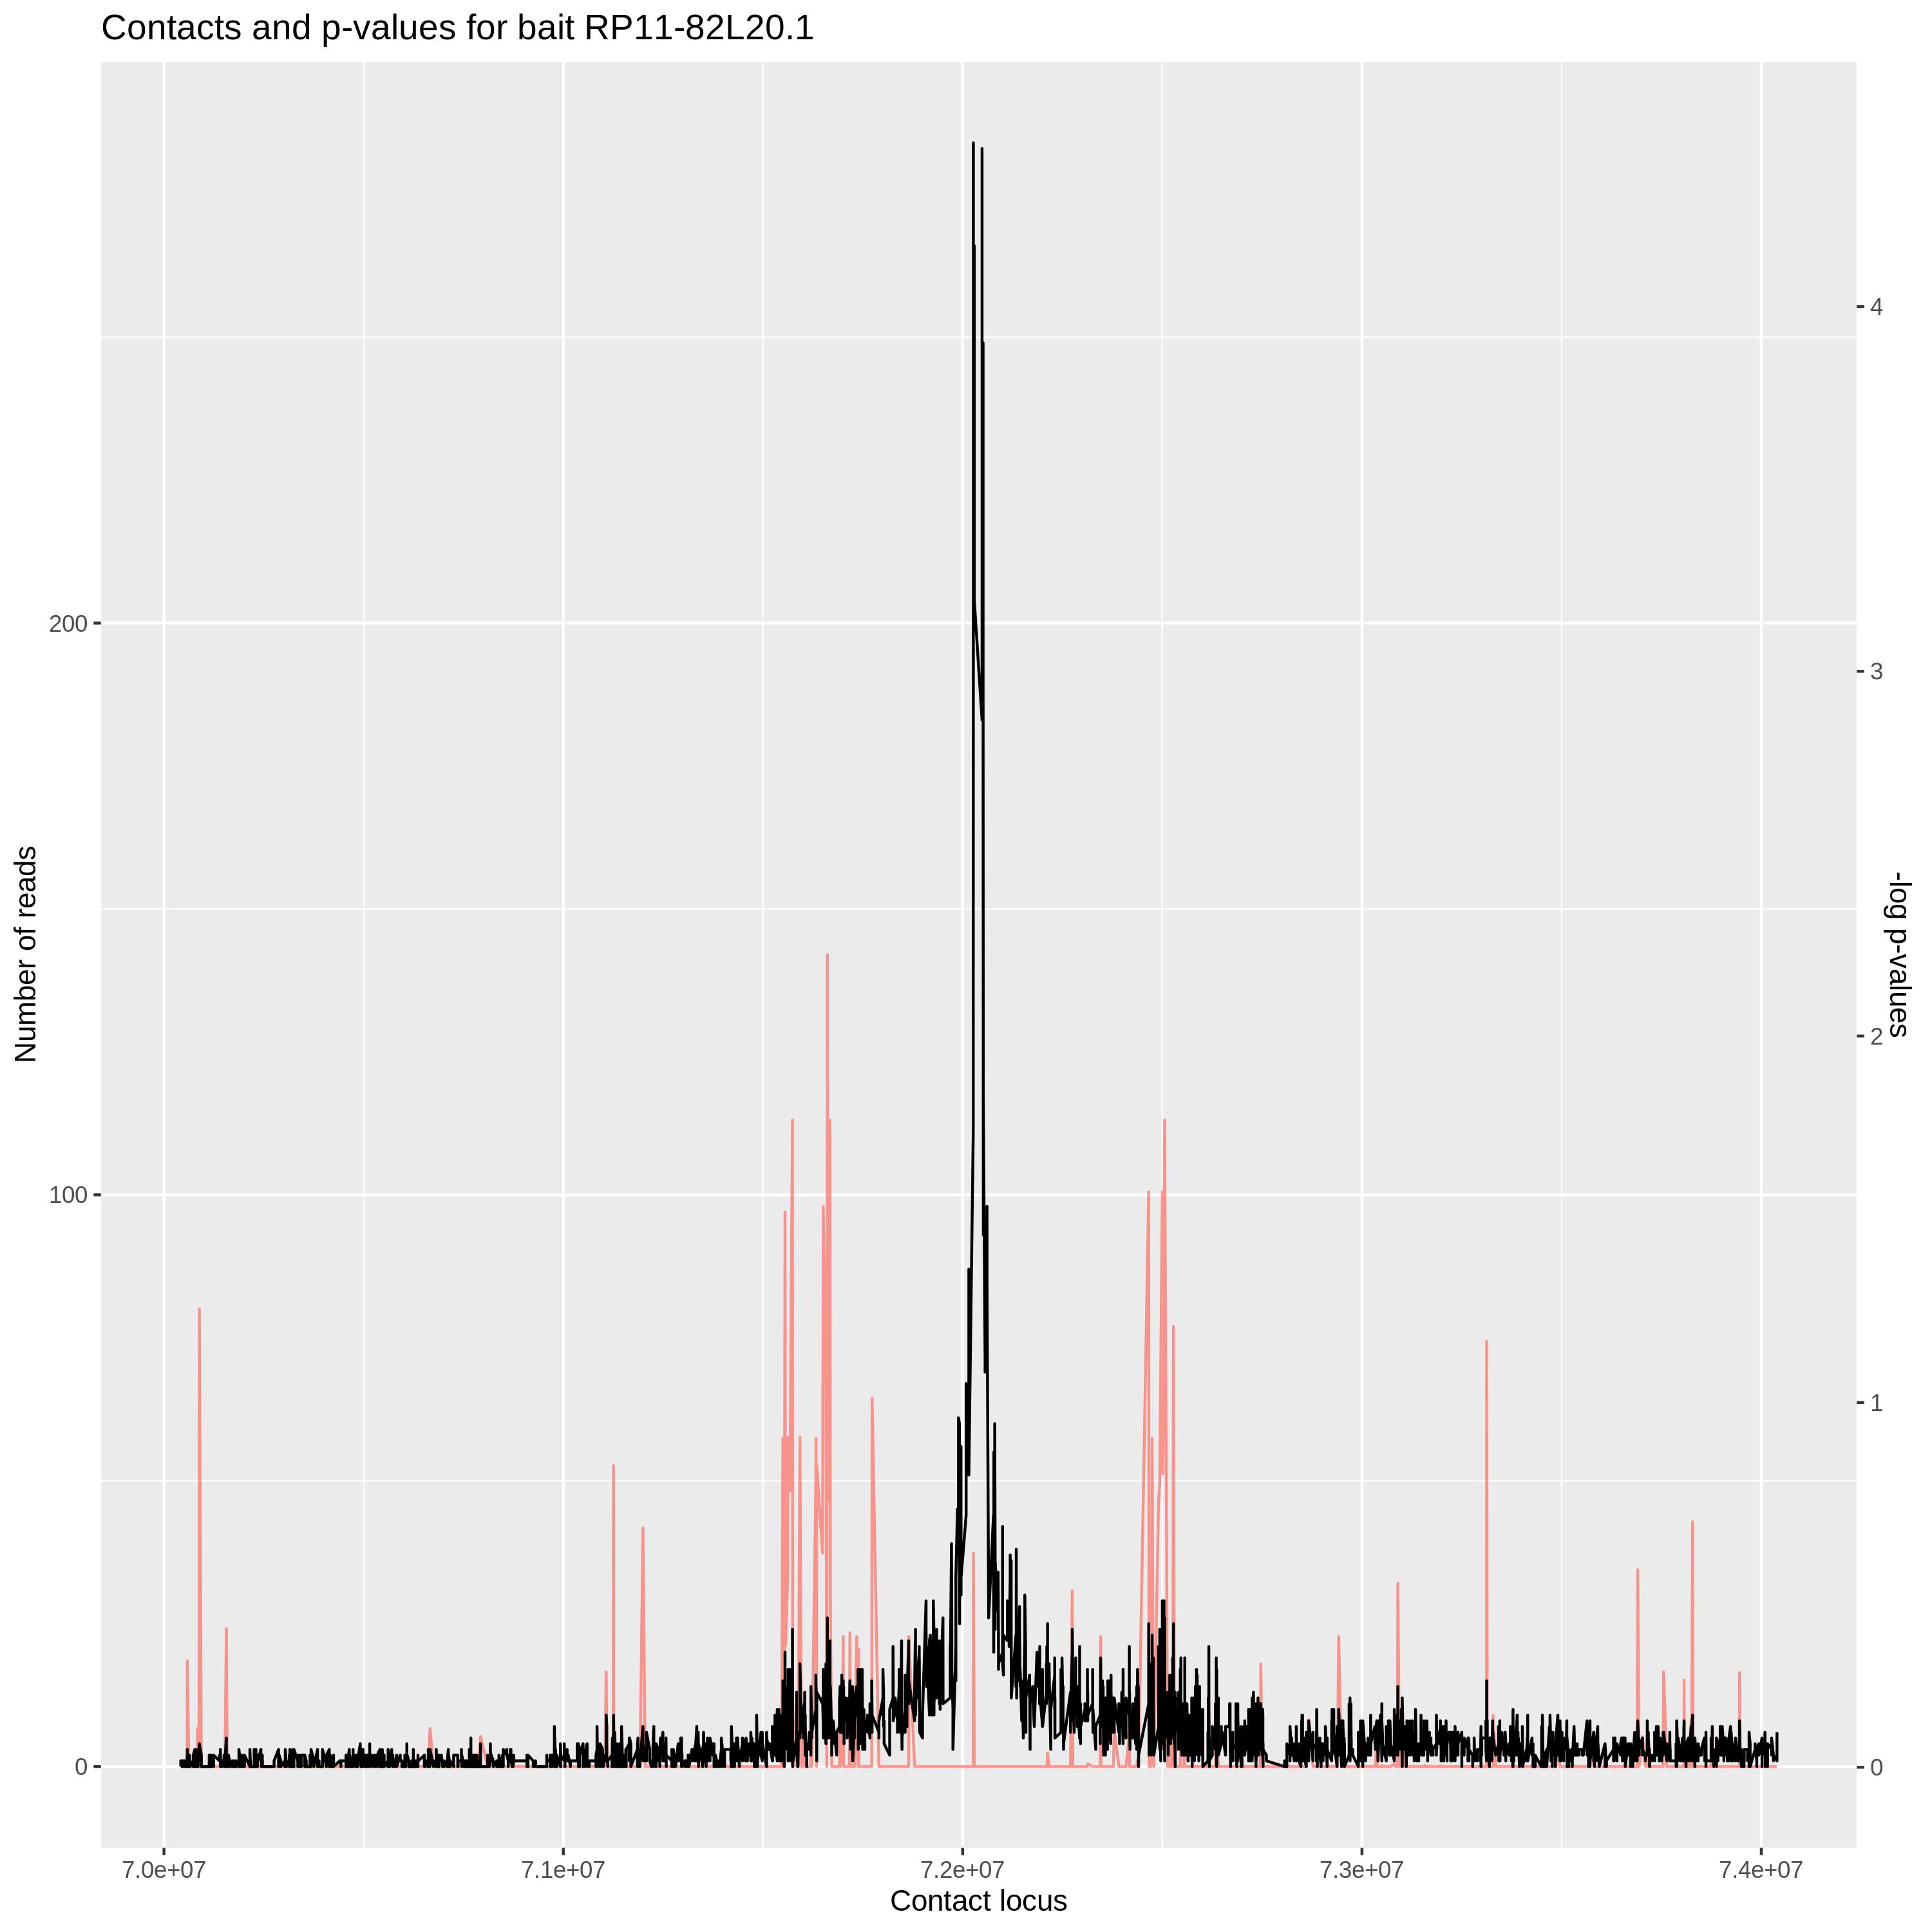 Contacts and p-values for bait RP11-82L20.1
Number of reads
200
100
0
4
3
2
1
0
-log p-values
7.0e+07
7.1e+07
7.2e+07
7.3e+07
7.4e+07
Contact locus